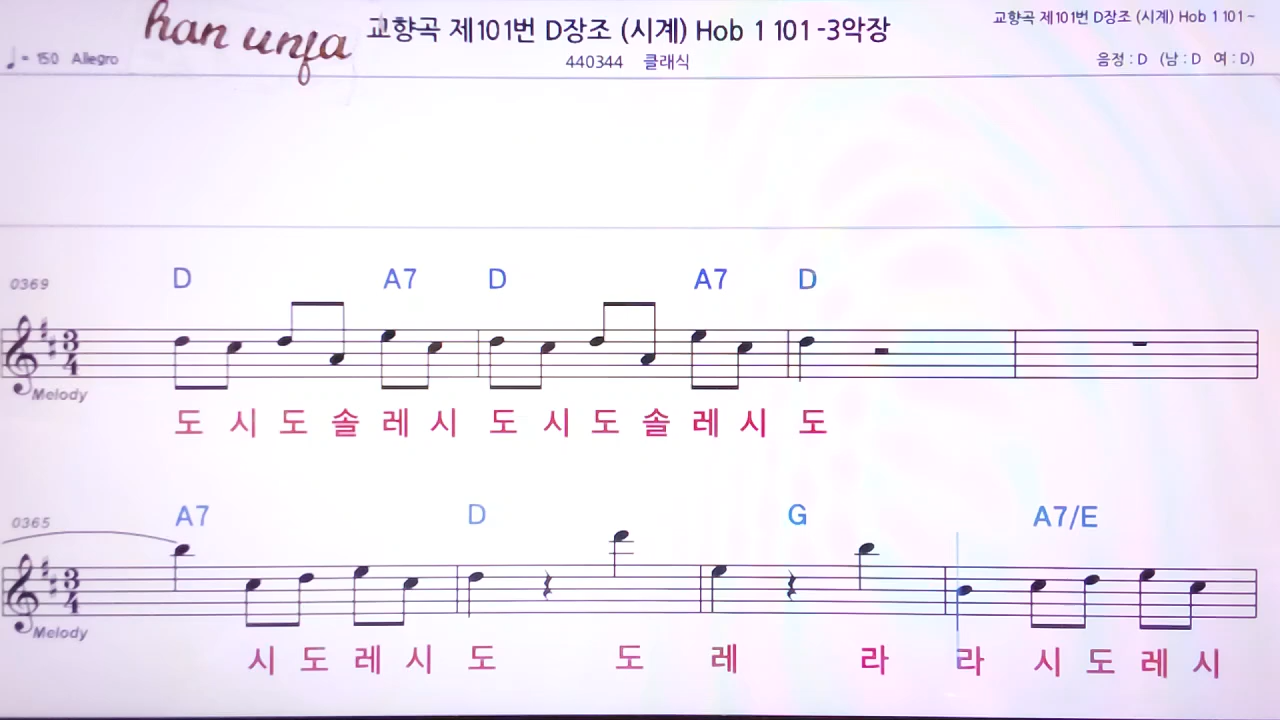 han unja
교향곡 제101번 D장조 (시계) Hob 1 101 -3악장
교향곡 제101번 D장조 (시계) Hob 1 101 ~
♩= 150 Allegro
440344 클래식
음정 : D (남 : D 여 : D)
0369
D A7 D A7 D
3/4
Melody
도 시 도 솔 레 시 도 시 도 솔 레 시 도
0365
A7 D G A7/E
3/4
Melody
시 도 레 시 도 도 레 라 라 시 도 레 시